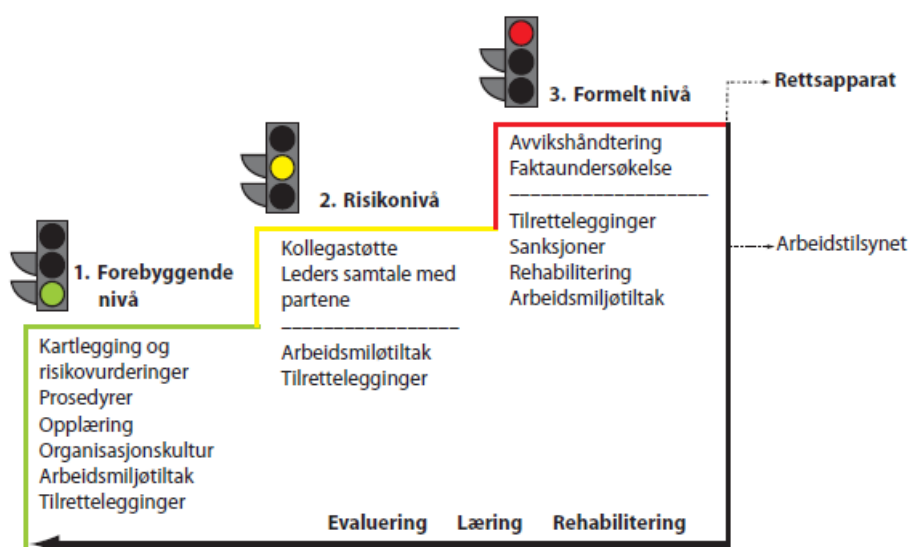 3. Formelt nivå
Rettsapparat
Avvikshåndtering
Faktaundersøkelse
Tilrettelegginger
Sanksjoner
Rehabilitering
Arbeidsmiljøtiltak
Arbeidstilsynet
2. Risikonivå
Kollegastøtte
Leders samtale med
partene
Arbeidsmiløtiltak
Tilrettelegginger
1. Forebyggende
nivå
Kartlegging og
risikovurderinger
Prosedyrer
Opplæring
Organisasjonskultur
Arbeidsmiljøtiltak
Tilrettelegginger
Evaluering Læring Rehabilitering